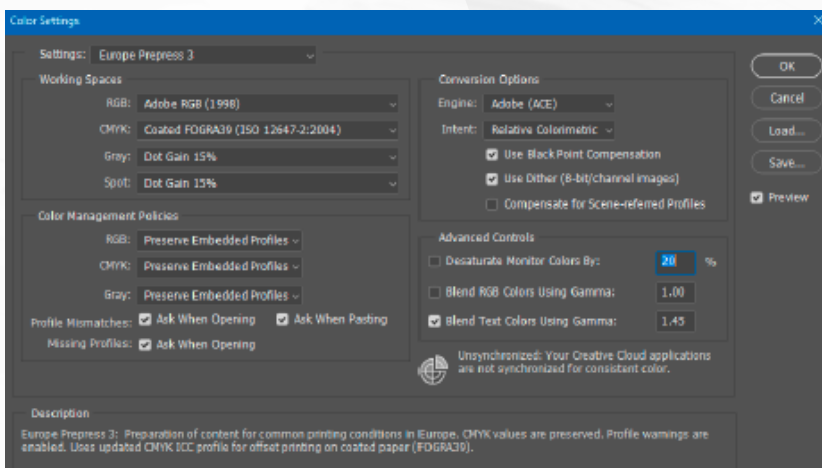 Color Settings
Settings: Europe Prepress 3
Working Spaces
RGB: Adobe RGB (1998)
CMYK: Coated FOGRA39 (ISO 12647-2:2004)
Gray: Dot Gain 15%
Spot: Dot Gain 15%
Color Management Policies
RGB: Preserve Embedded Profiles
CMYK: Preserve Embedded Profiles
Gray: Preserve Embedded Profiles
Profile Mismatches: Ask When Opening Ask When Pasting
Missing Profiles: Ask When Opening
Conversion Options
Engine: Adobe (ACE)
Intent: Relative Colorimetric
Use Black Point Compensation
Use Dither (8-bit/channel images)
Compensate for Scene-referred Profiles
Advanced Controls
Desaturate Monitor Colors By: 20 %
Blend RGB Colors Using Gamma: 1.00
Blend Text Colors Using Gamma: 1.45
Unsynchronized: Your Creative Cloud applications
are not synchronized for consistent color.
OK
Cancel
Load...
Save...
Preview
Description
Europe Prepress 3: Preparation of content for common printing conditions in Europe. CMYK values are preserved. Profile warnings are
enabled. Uses updated CMYK ICC profile for offset printing on coated paper (FOGRA39).